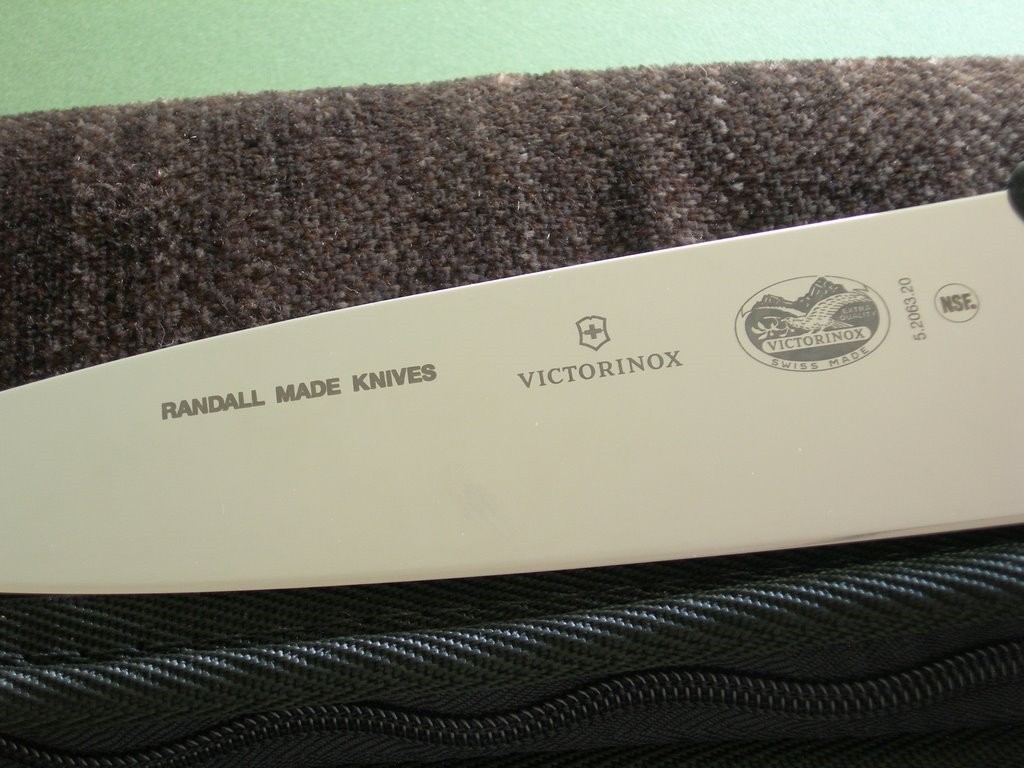 RANDALL MADE KNIVES
VICTORINOX
EXTRA
QUALITY
VICTORINOX
SWISS MADE
5.2063.20
NSF.